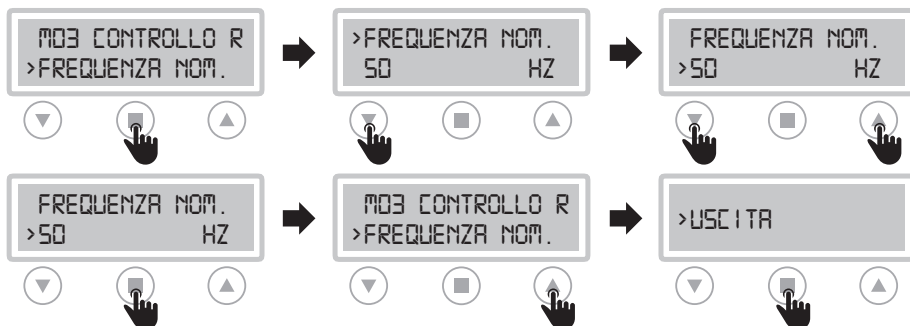 M03 CONTROLLO R
>FREQUENZA NOM.
>FREQUENZA NOM.
50 HZ
FREQUENZA NOM.
>50 HZ
FREQUENZA NOM.
>50 HZ
M03 CONTROLLO R
>FREQUENZA NOM.
>USCITA